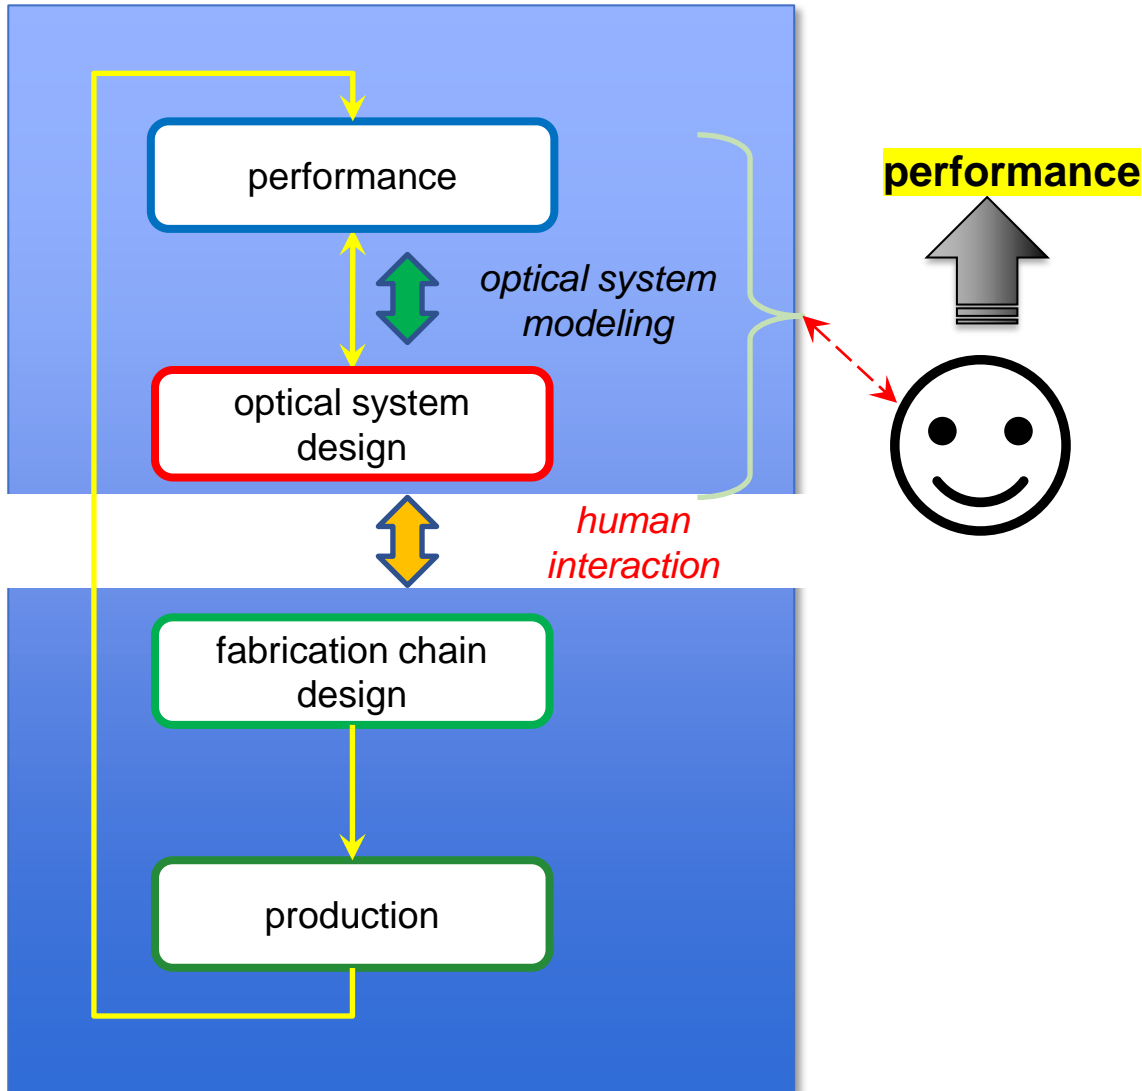 performance
performance
optical system
modeling
optical system
design
human
interaction
fabrication chain
design
production